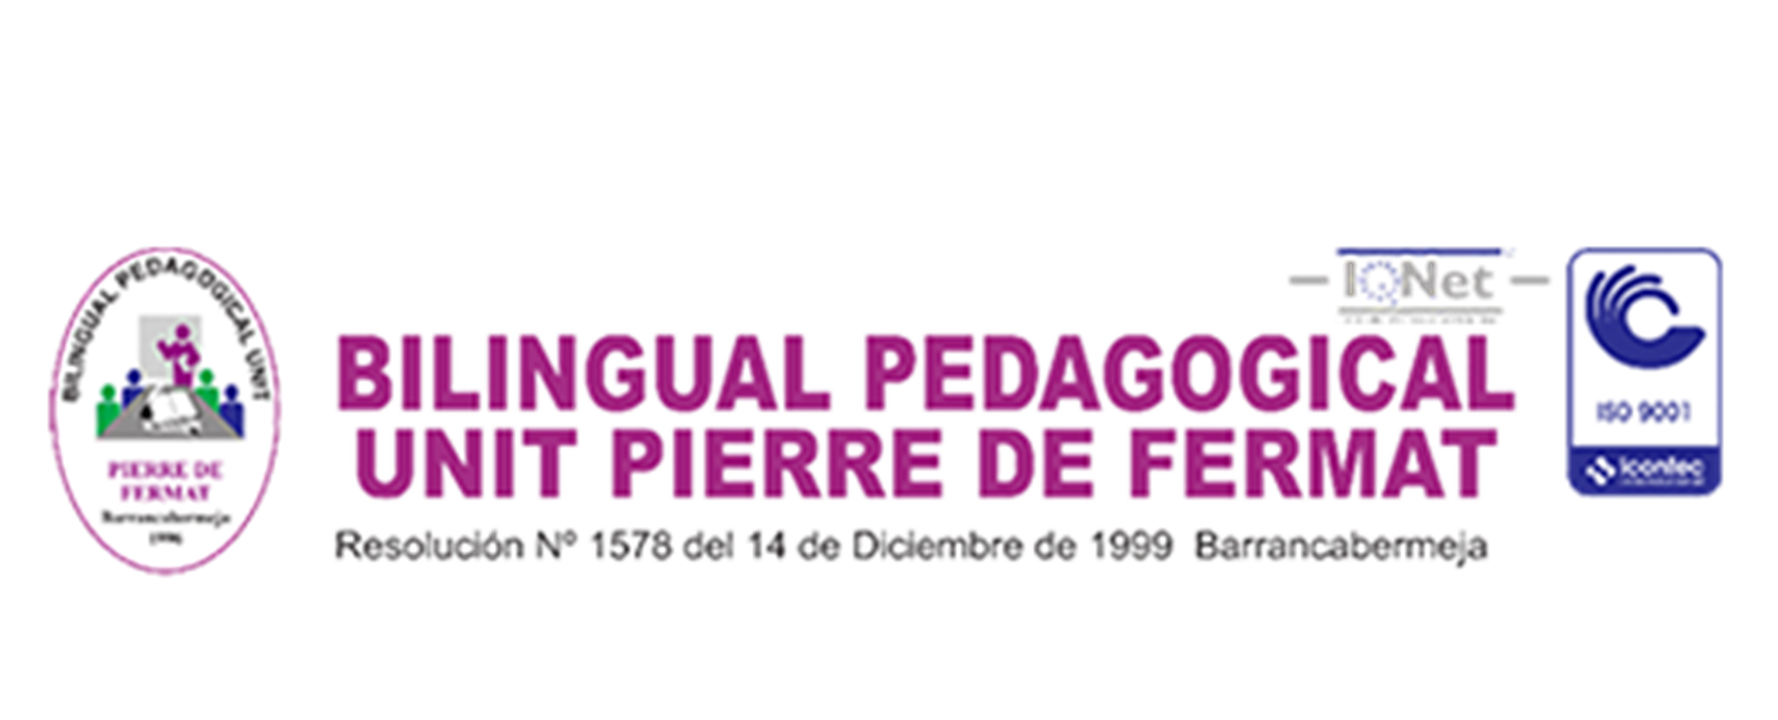 BILINGUAL PEDAGOGICAL UNIT
PIERRE DE
FERMAT
Barrancabermeja
1996
BILINGUAL PEDAGOGICAL
UNIT PIERRE DE FERMAT
Resolución Nº 1578 del 14 de Diciembre de 1999 Barrancabermeja
IQNet
ISO 9001
icontec